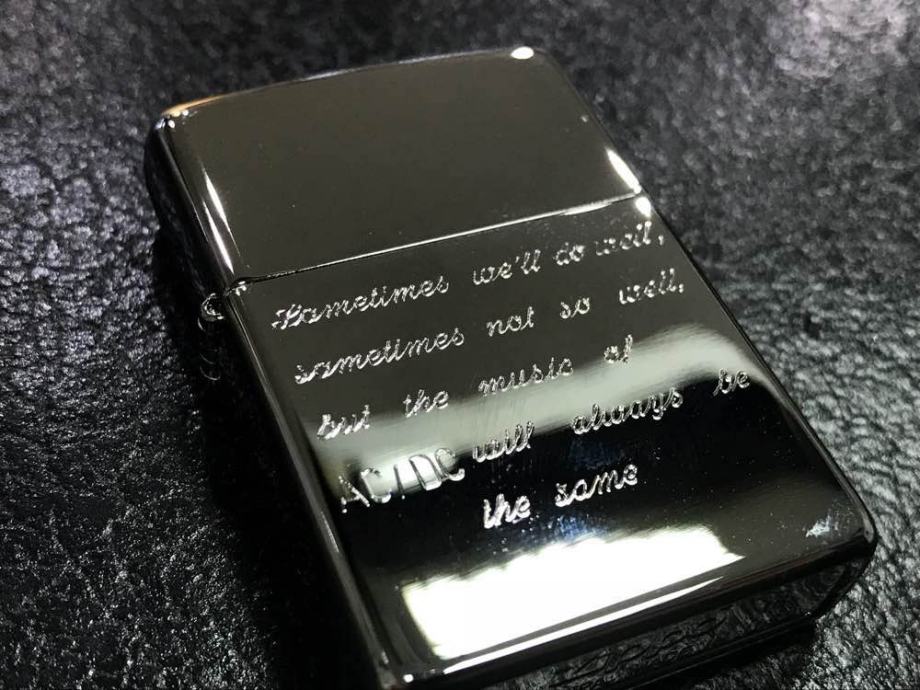 Sometimes we'll do well,
sometimes not so well,
but the music of
AC/DC will always be
the same